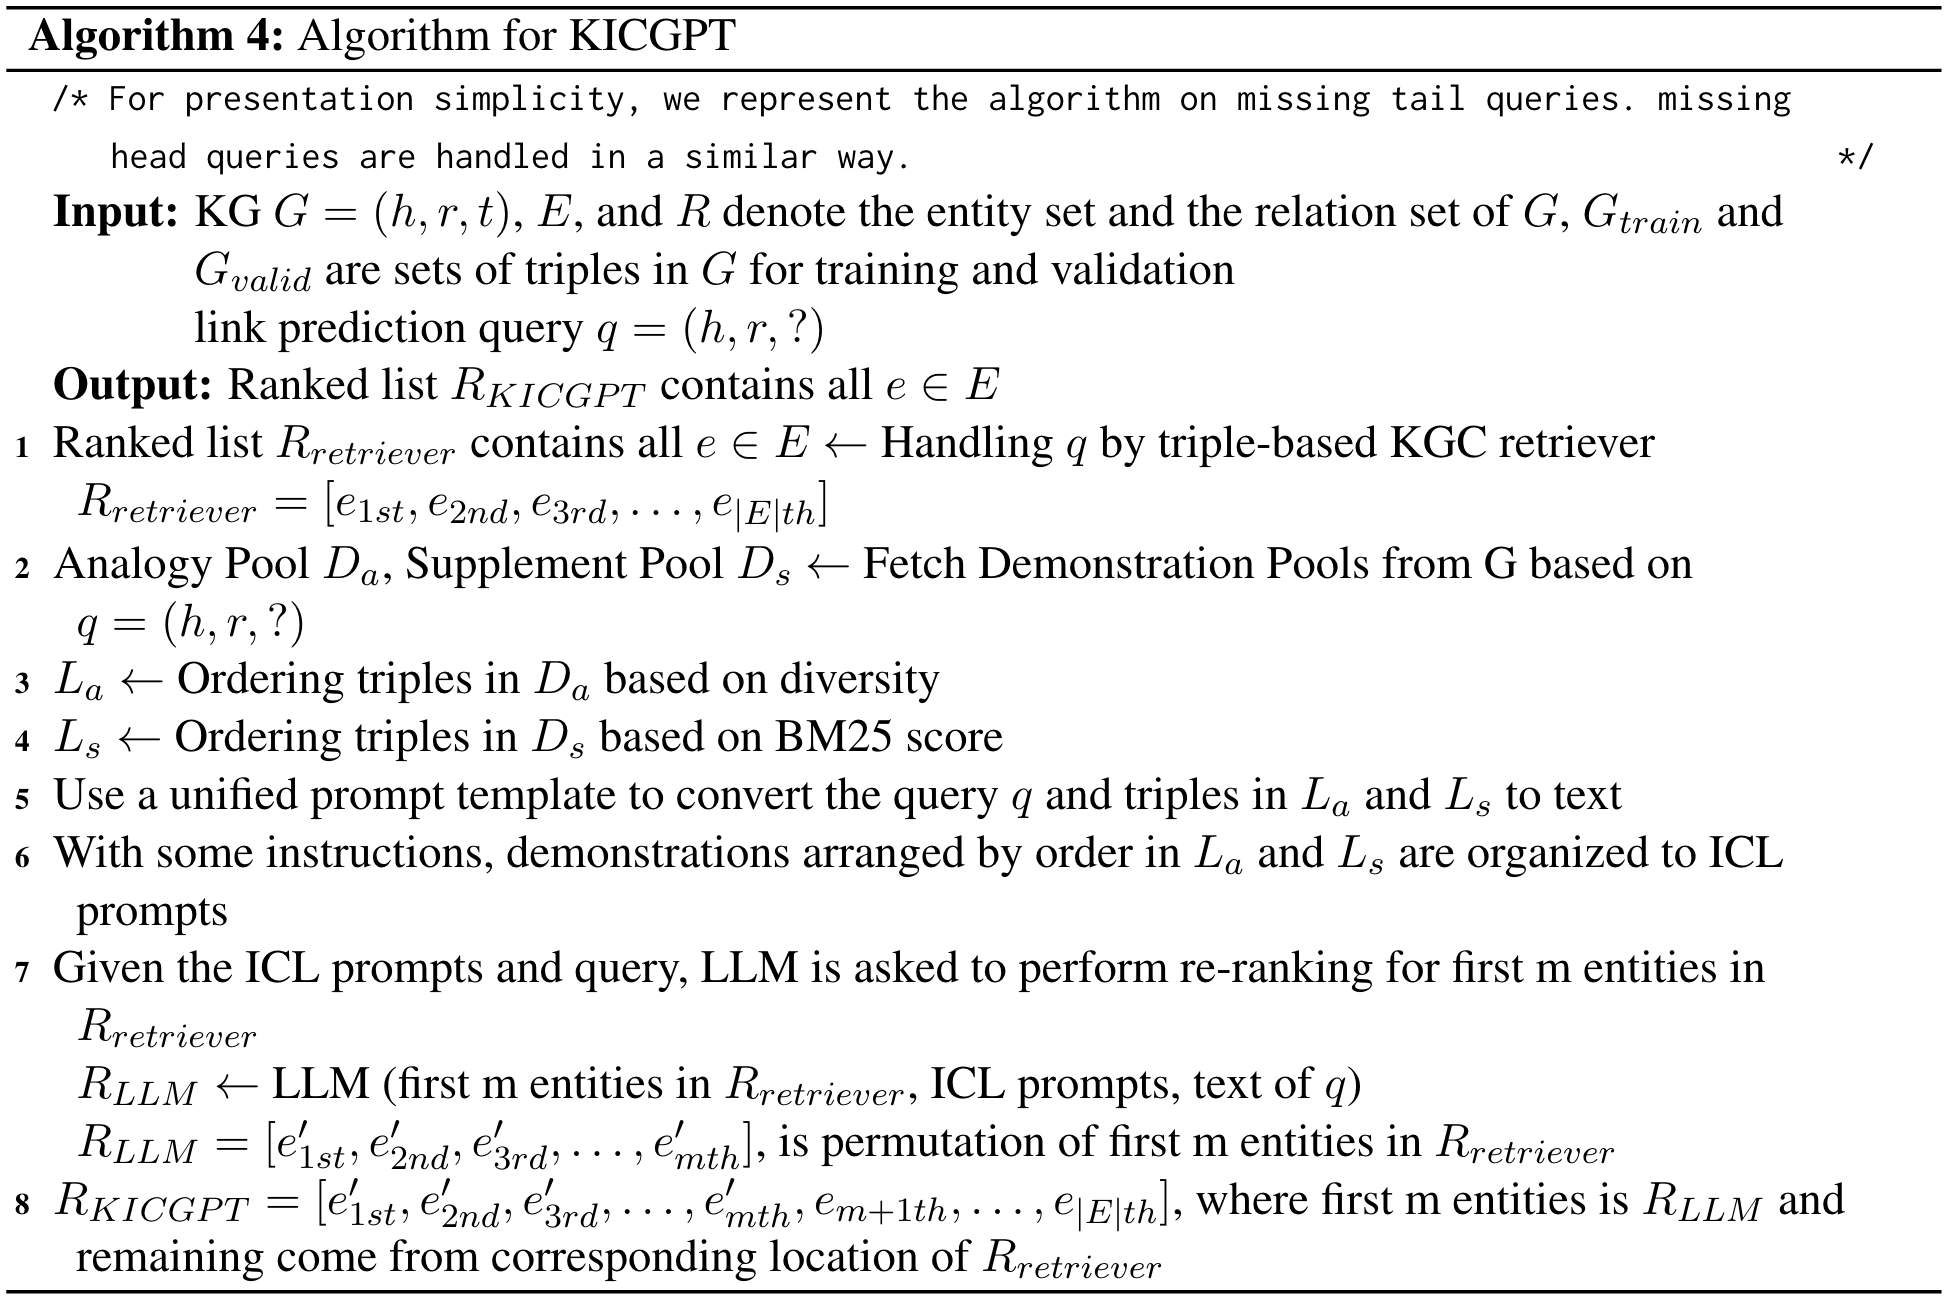 Algorithm 4: Algorithm for KICGPT
/* For presentation simplicity, we represent the algorithm on missing tail queries. missing
head queries are handled in a similar way. */
Input: KG G = (h, r, t), E, and R denote the entity set and the relation set of G, G_{train} and
G_{valid} are sets of triples in G for training and validation
link prediction query q = (h, r, ?)
Output: Ranked list R_{KICGPT} contains all e ∈ E
1 Ranked list R_{retriever} contains all e ∈ E ← Handling q by triple-based KGC retriever
R_{retriever} = [e_{1st}, e_{2nd}, e_{3rd}, . . . , e_{|E|th}]
2 Analogy Pool D_a, Supplement Pool D_s ← Fetch Demonstration Pools from G based on
q = (h, r, ?)
3 L_a ← Ordering triples in D_a based on diversity
4 L_s ← Ordering triples in D_s based on BM25 score
5 Use a unified prompt template to convert the query q and triples in L_a and L_s to text
6 With some instructions, demonstrations arranged by order in L_a and L_s are organized to ICL
prompts
7 Given the ICL prompts and query, LLM is asked to perform re-ranking for first m entities in
R_{retriever}
R_{LLM} ← LLM (first m entities in R_{retriever}, ICL prompts, text of q)
R_{LLM} = [e′_{1st}, e′_{2nd}, e′_{3rd}, . . . , e′_{mth}], is permutation of first m entities in R_{retriever}
8 R_{KICGPT} = [e′_{1st}, e′_{2nd}, e′_{3rd}, . . . , e′_{mth}, e_{m+1th}, . . . , e_{|E|th}], where first m entities is R_{LLM} and
remaining come from corresponding location of R_{retriever}